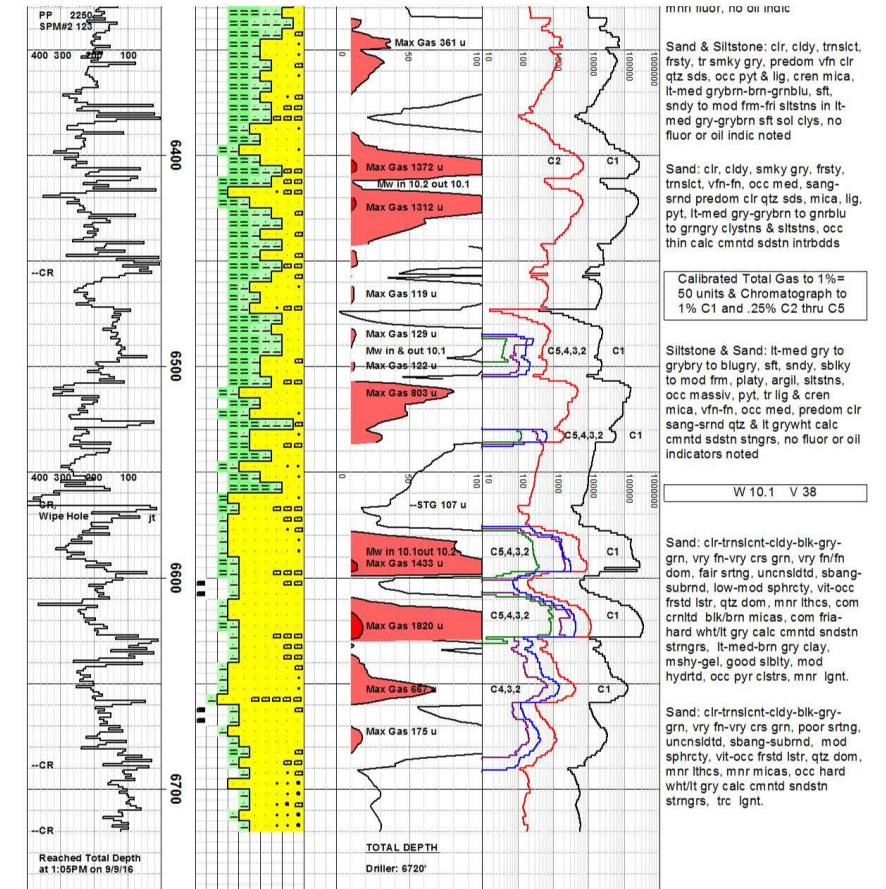 PP 2250
SPM#2 123
400 300 200 100
--CR
400 300 200 100
CR,
Wipe Hole jt
--CR
--CR
Reached Total Depth
at 1:05PM on 9/9/16
6400
6500
6600
6700
0 50 100
Max Gas 361 u
Max Gas 1372 u
Mw in 10.2 out 10.1
Max Gas 1312 u
Max Gas 119 u
Max Gas 129 u
Mw in & out 10.1
Max Gas 122 u
Max Gas 803 u
0 50 100
--STG 107 u
Mw in 10.1out 10.2
Max Gas 1433 u
Max Gas 1820 u
Max Gas 667 u
Max Gas 175 u
TOTAL DEPTH
Driller: 6720'
10 100 1000 10000 100000 1000000
C2 C1
C5,4,3,2 C1
C5,4,3,2 C1
10 100 1000 10000 100000 1000000
C5,4,3,2 C1
C5,4,3,2 C1
C4,3,2 C1
mnr fluor, no oil indic
Sand & Siltstone: clr, cldy, trnslct,
frsty, tr smky gry, predom vfn clr
qtz sds, occ pyt & lig, cren mica,
lt-med grybrn-brn-grnblu, sft,
sndy to mod frm-fri sltstns in lt-
med gry-grybrn sft sol clys, no
fluor or oil indic noted
Sand: clr, cldy, smky gry, frsty,
trnslct, vfn-fn, occ med, sang-
srnd predom clr qtz sds, mica, lig,
pyt, lt-med gry-grybrn to gnrblu
to grngry clystns & sltstns, occ
thin calc cmntd sdstn intrbdds
Calibrated Total Gas to 1%=
50 units & Chromatograph to
1% C1 and .25% C2 thru C5
Siltstone & Sand: lt-med gry to
grybry to blugry, sft, sndy, sblky
to mod frm, platy, argil, sltstns,
occ massiv, pyt, tr lig & cren
mica, vfn-fn, occ med, predom clr
sang-srnd qtz & lt grywht calc
cmntd sdstn stngrs, no fluor or oil
indicators noted
W 10.1 V 38
Sand: clr-trnslcnt-cldy-blk-gry-
grn, vry fn-vry crs grn, vry fn/fn
dom, fair srtng, uncnsldtd, sbang-
subrnd, low-mod sphrcty, vit-occ
frstd lstr, qtz dom, mnr lthcs, com
crnltd blk/brn micas, com fria-
hard wht/lt gry calc cmntd sndstn
strngrs, lt-med-brn gry clay,
mshy-gel, good slblty, mod
hydrtd, occ pyr clstrs, mnr lgnt.
Sand: clr-trnslcnt-cldy-blk-gry-
grn, vry fn-vry crs grn, poor srtng,
uncnsldtd, sbang-subrnd, mod
sphrcty, vit-occ frstd lstr, qtz dom,
mnr lthcs, mnr micas, occ hard
wht/lt gry calc cmntd sndstn
strngrs, trc lgnt.